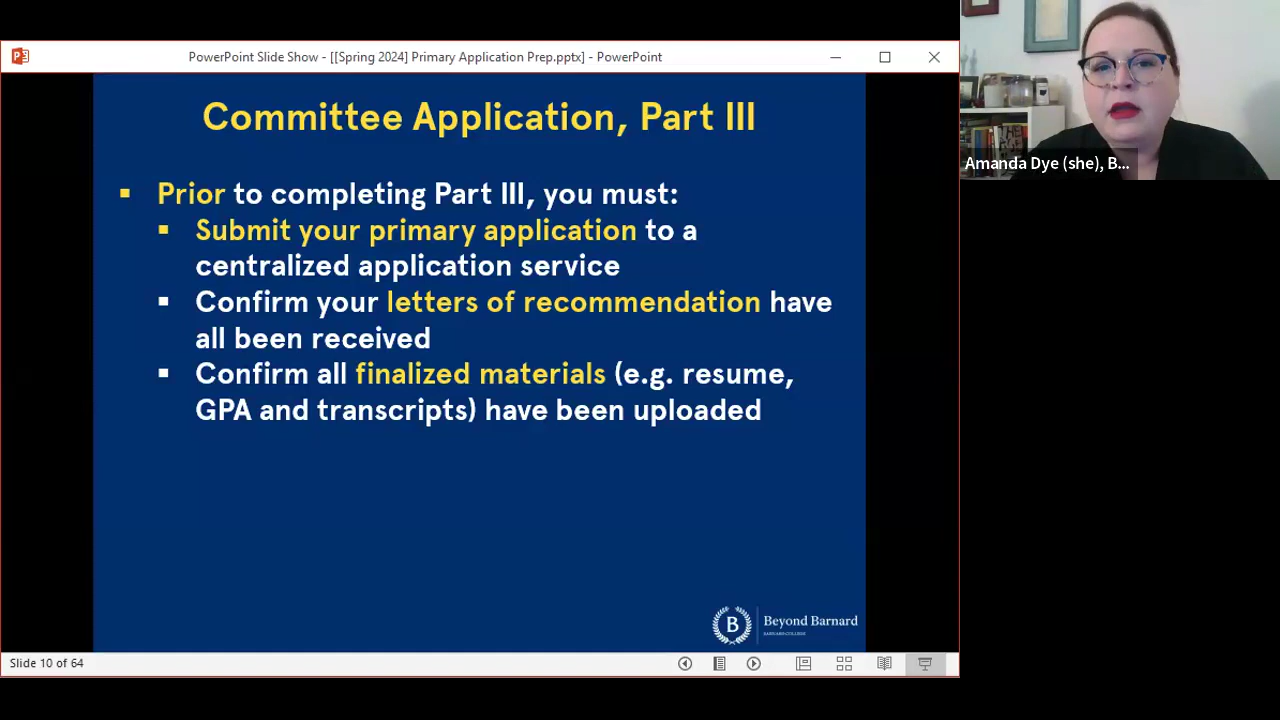 PowerPoint Slide Show - [[Spring 2024] Primary Application Prep.pptx] - PowerPoint
Committee Application, Part III
▪ Prior to completing Part III, you must:
▪ Submit your primary application to a
centralized application service
▪ Confirm your letters of recommendation have
all been received
▪ Confirm all finalized materials (e.g. resume,
GPA and transcripts) have been uploaded
B
Beyond Barnard
BARNARD COLLEGE
Slide 10 of 64
Amanda Dye (she), B...